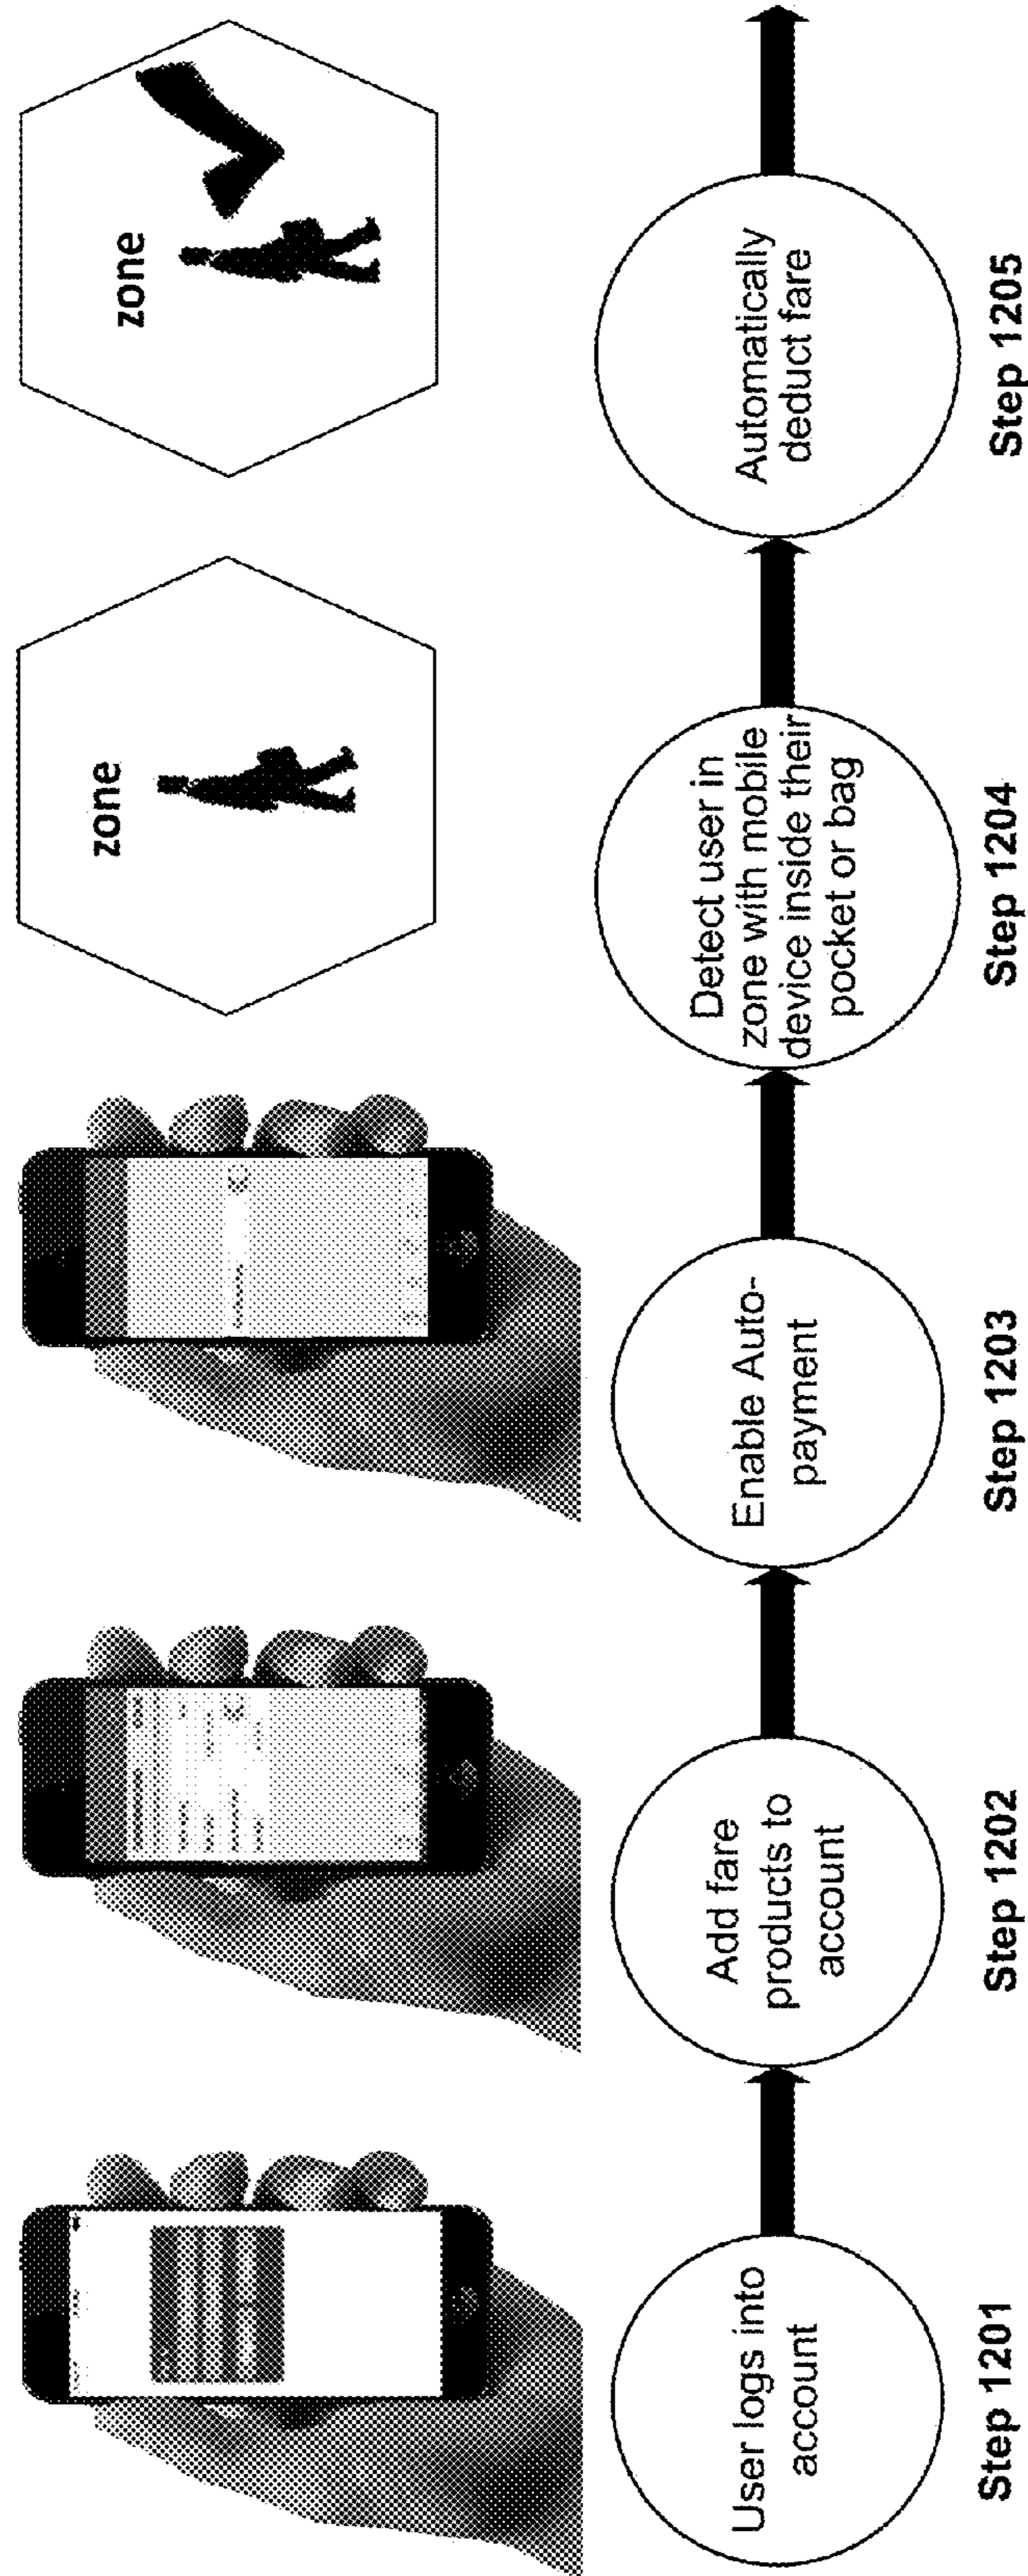 zone
zone
User logs into
account
Add fare
products to
account
Enable Auto-
payment
Detect user in
zone with mobile
device inside their
pocket or bag
Automatically
deduct fare
Step 1201
Step 1202
Step 1203
Step 1204
Step 1205